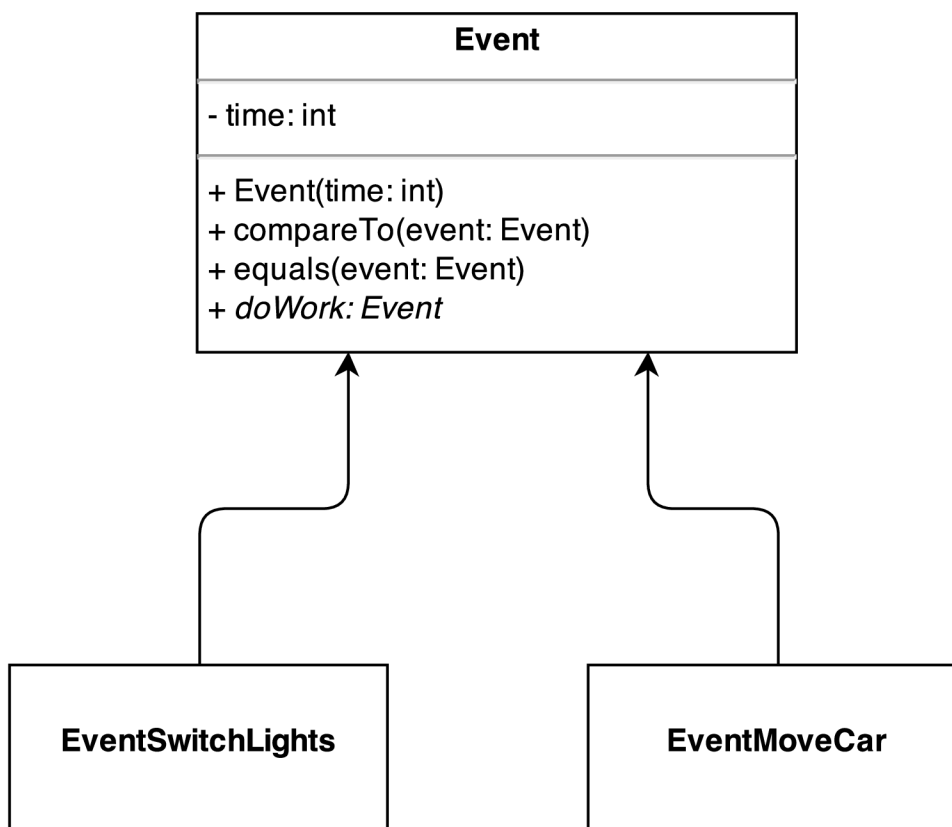 Event
- time: int
+ Event(time: int)
+ compareTo(event: Event)
+ equals(event: Event)
+ doWork: Event
EventSwitchLights
EventMoveCar